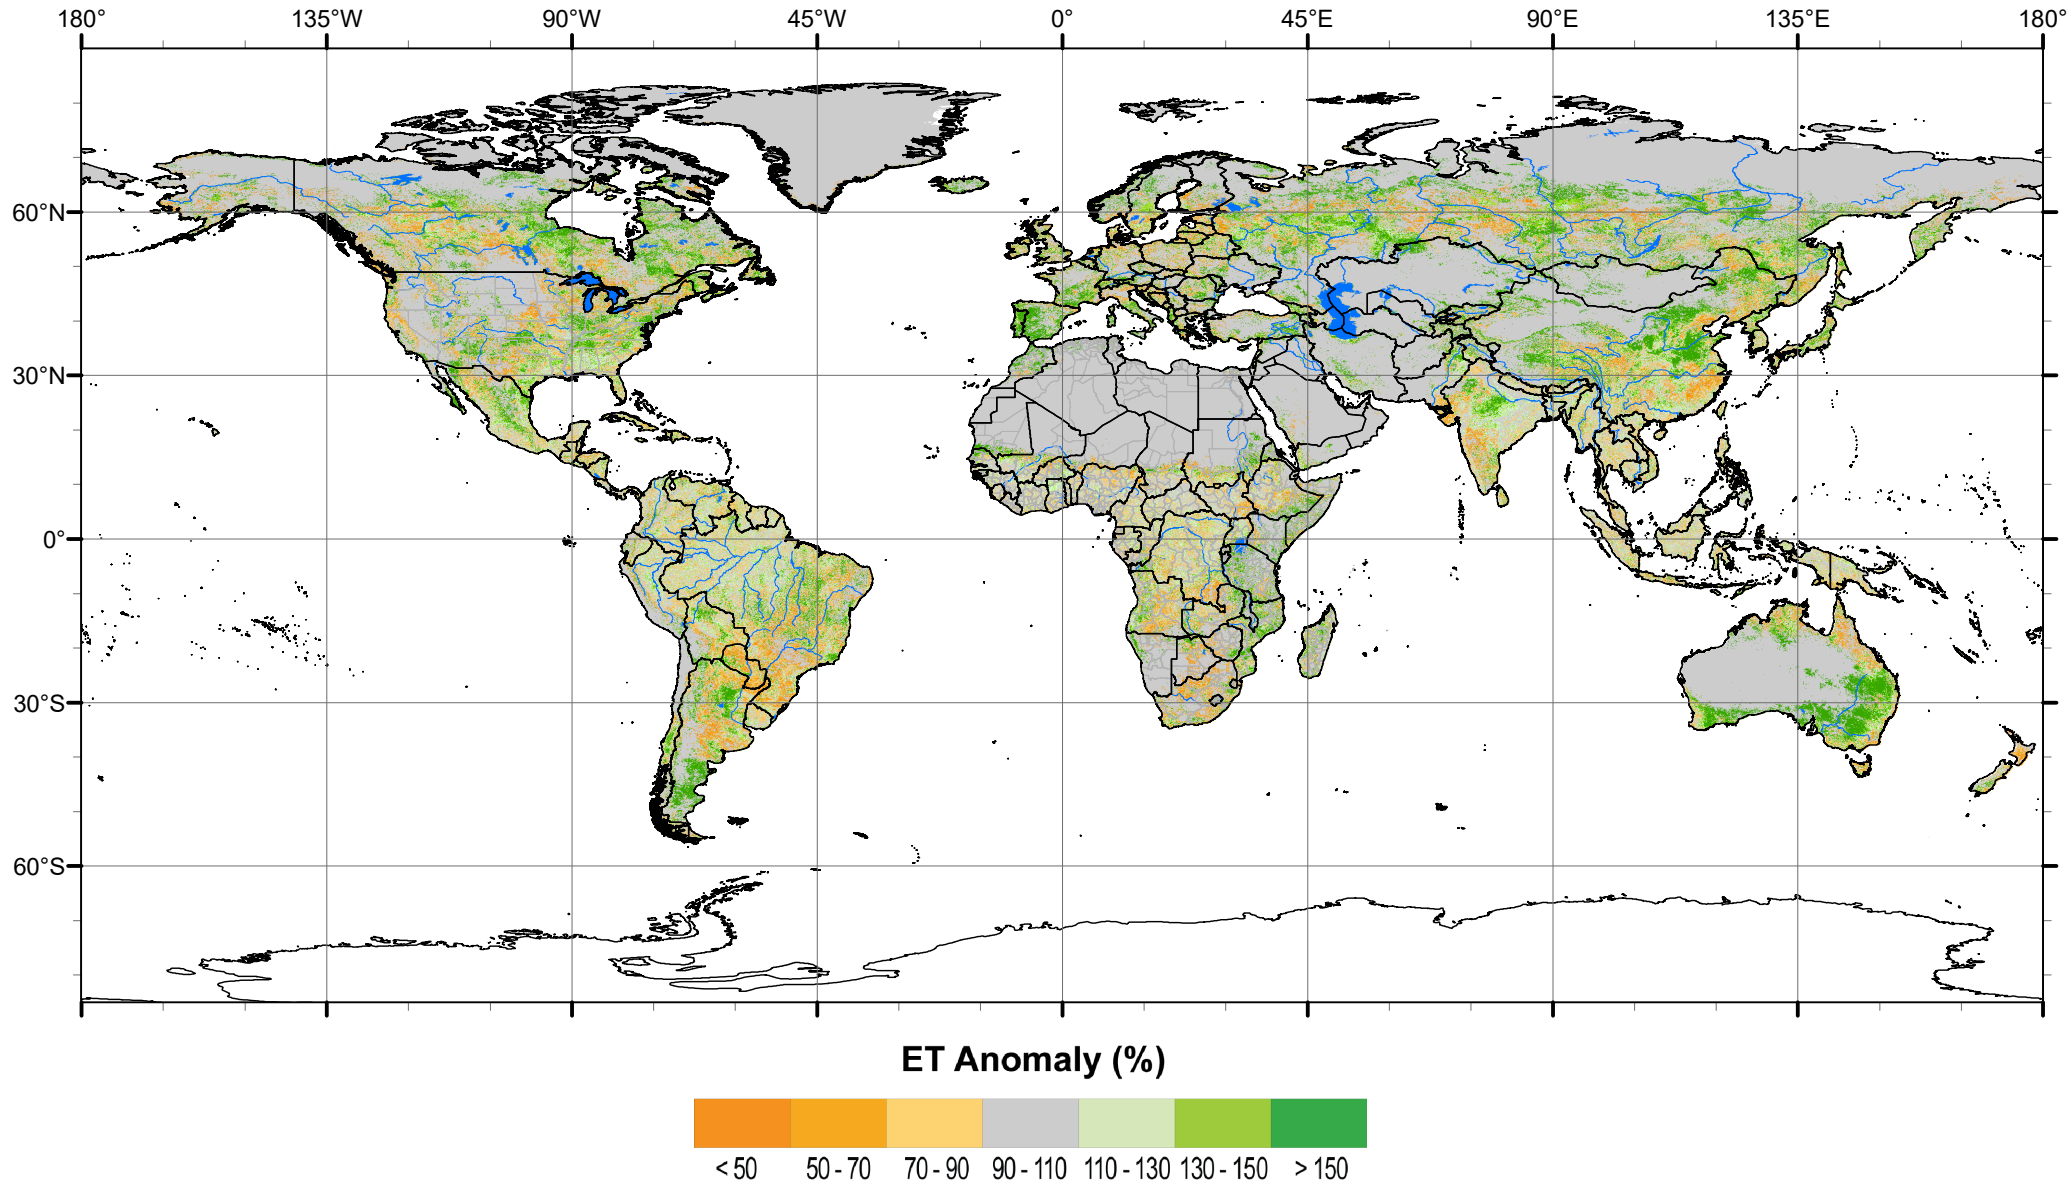 180° 135°W 90°W 45°W 0° 45°E 90°E 135°E 180°
60°N
30°N
0°
30°S
60°S
ET Anomaly (%)
< 50 50 - 70 70 - 90 90 - 110 110 - 130 130 - 150 > 150